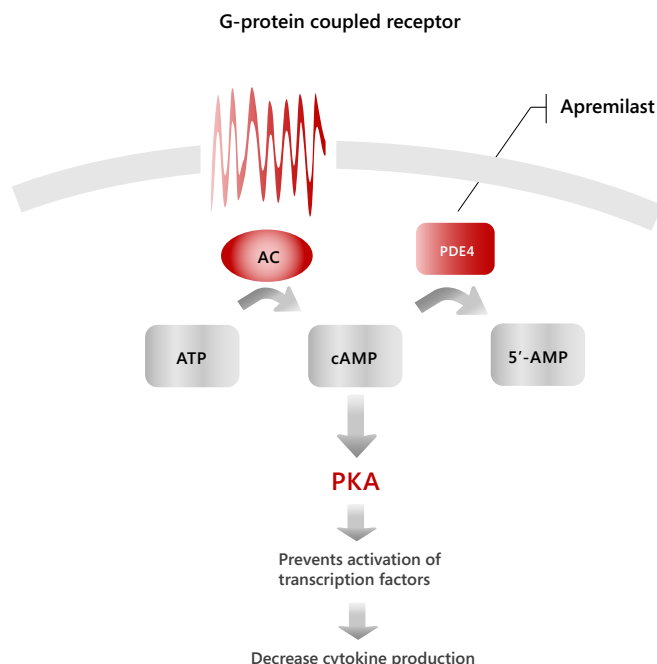 G-protein coupled receptor
Apremilast
AC
PDE4
ATP
cAMP
5′-AMP
PKA
Prevents activation of
transcription factors
Decrease cytokine production